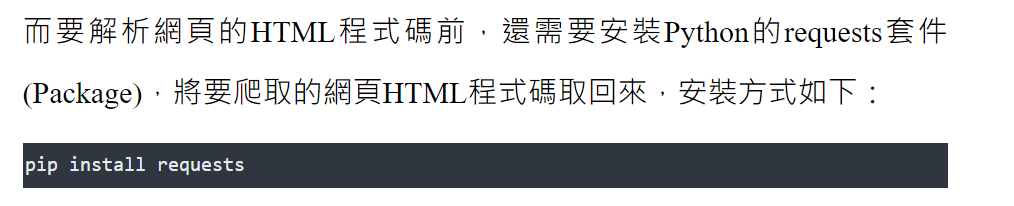 而要解析網頁的HTML程式碼前，還需要安裝Python的requests套件
(Package)，將要爬取的網頁HTML程式碼取回來，安裝方式如下：
pip install requests